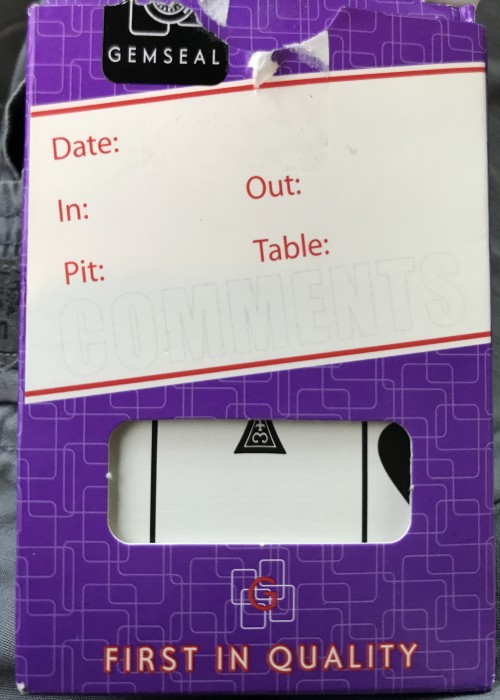 GEMSEAL
Date:
In:
Out:
Pit:
Table:
COMMENTS
G
FIRST IN QUALITY